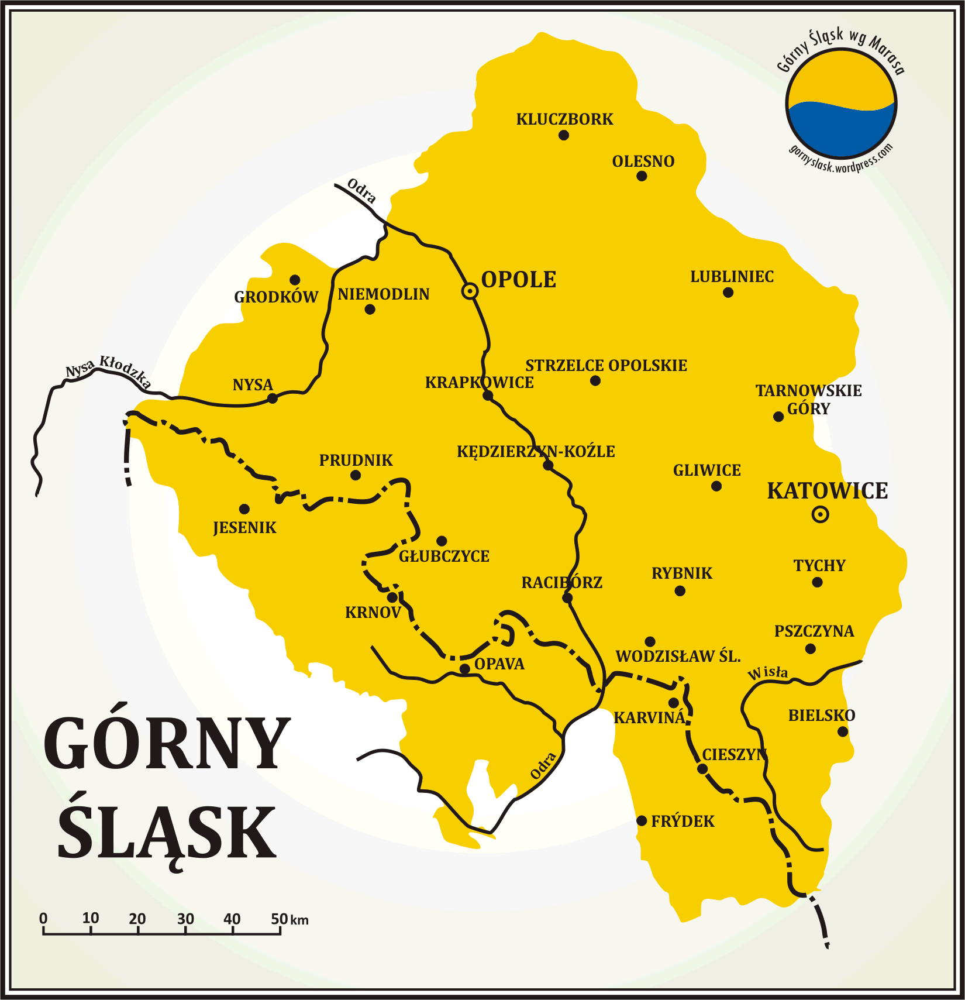 Górny Śląsk wg Marasa
gornyslask.wordpress.com
KLUCZBORK
OLESNO
Odra
OPOLE
LUBLINIEC
GRODKÓW
NIEMODLIN
STRZELCE OPOLSKIE
Nysa Kłodzka
NYSA
KRAPKOWICE
TARNOWSKIE
GÓRY
KĘDZIERZYN-KOŹLE
PRUDNIK
GLIWICE
KATOWICE
JESENIK
GŁUBCZYCE
TYCHY
RYBNIK
RACIBÓRZ
KRNOV
PSZCZYNA
WODZISŁAW ŚL.
OPAVA
Wisła
KARVINÁ
BIELSKO
CIESZYN
Odra
FRÝDEK
GÓRNY
ŚLĄSK
0 10 20 30 40 50 km